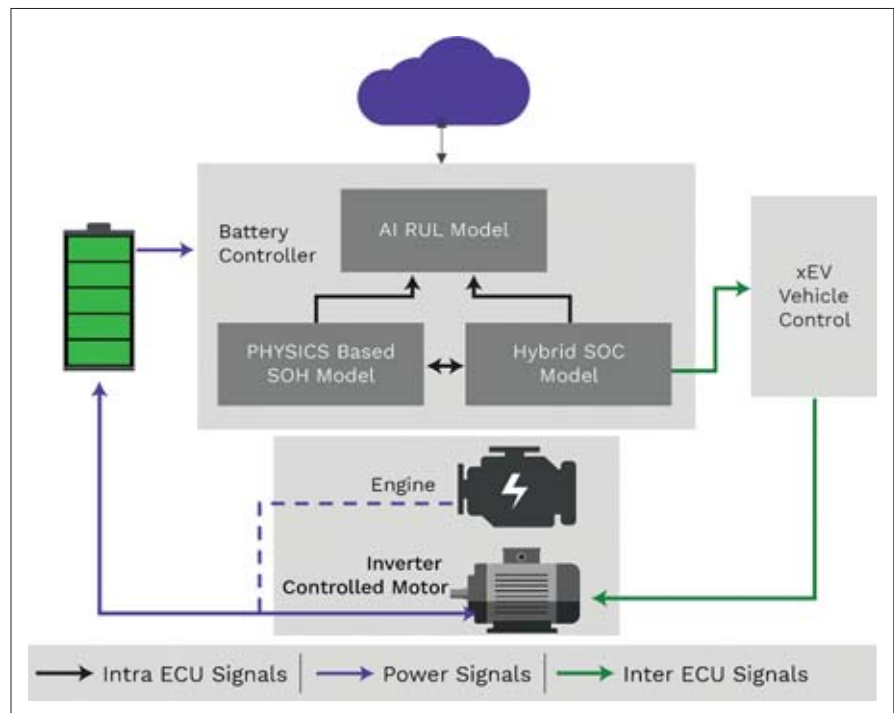 AI RUL Model
Battery
Controller
PHYSICS Based
SOH Model
Hybrid SOC
Model
xEV
Vehicle
Control
Engine
Inverter
Controlled Motor
Intra ECU Signals
Power Signals
Inter ECU Signals